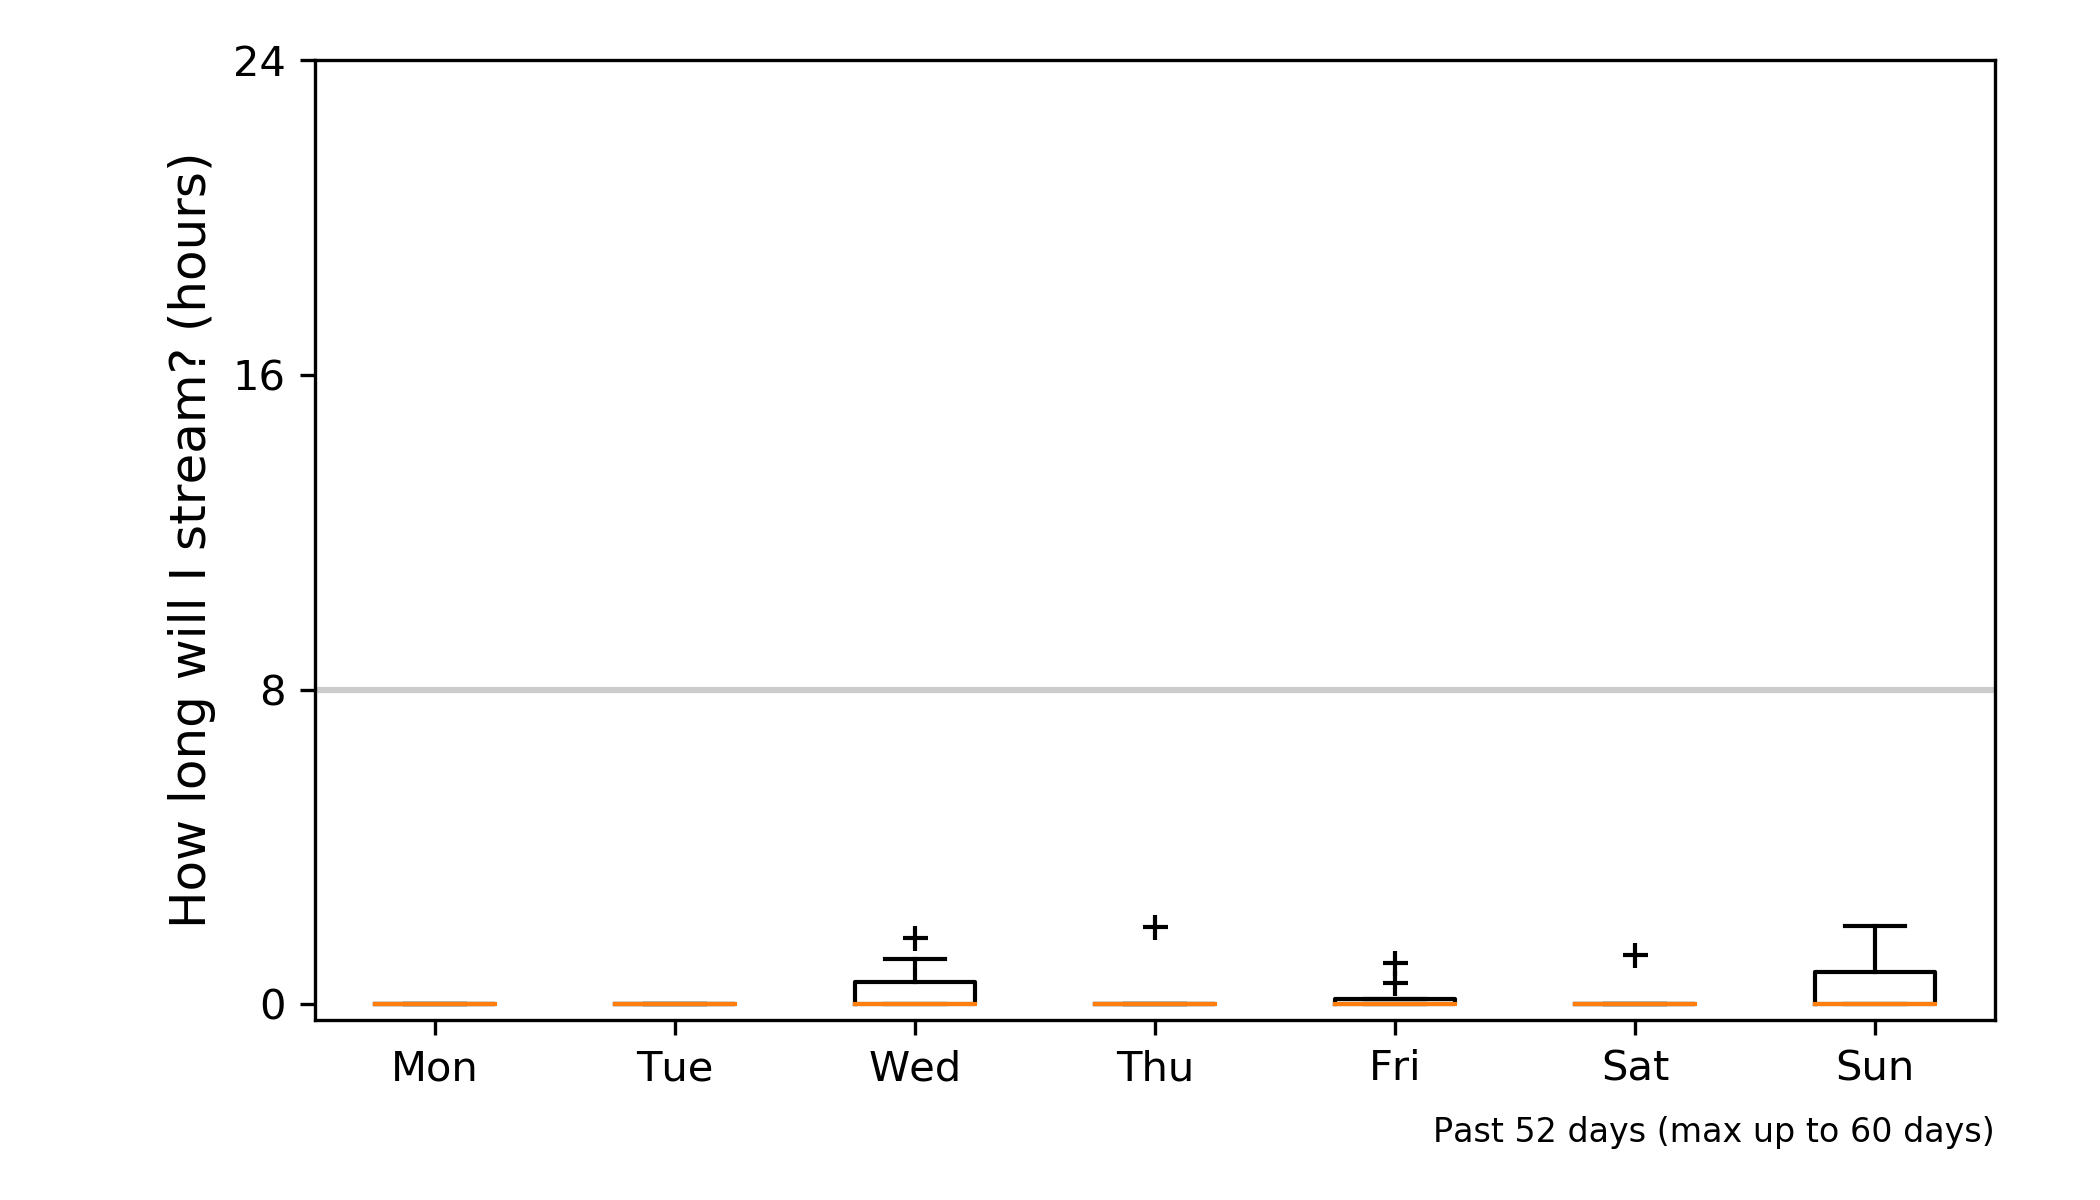 How long will I stream? (hours)
24
16
8
0
Mon Tue Wed Thu Fri Sat Sun
Past 52 days (max up to 60 days)